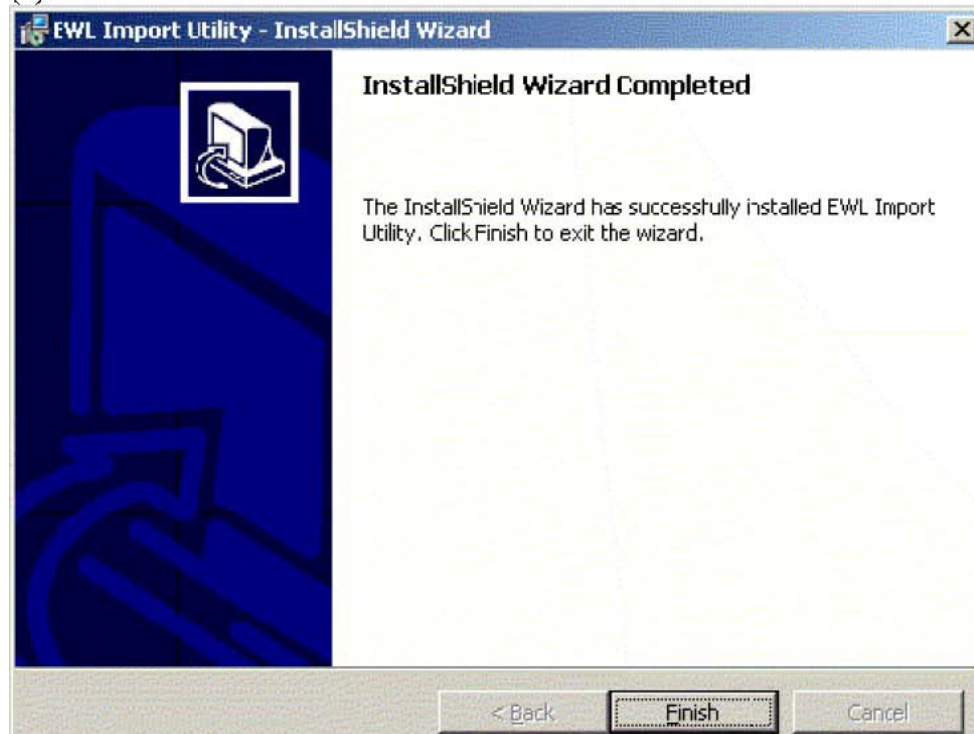 EWL Import Utility - InstallShield Wizard
InstallShield Wizard Completed
The InstallShield Wizard has successfully installed EWL Import
Utility. Click Finish to exit the wizard.
< Back Finish Cancel